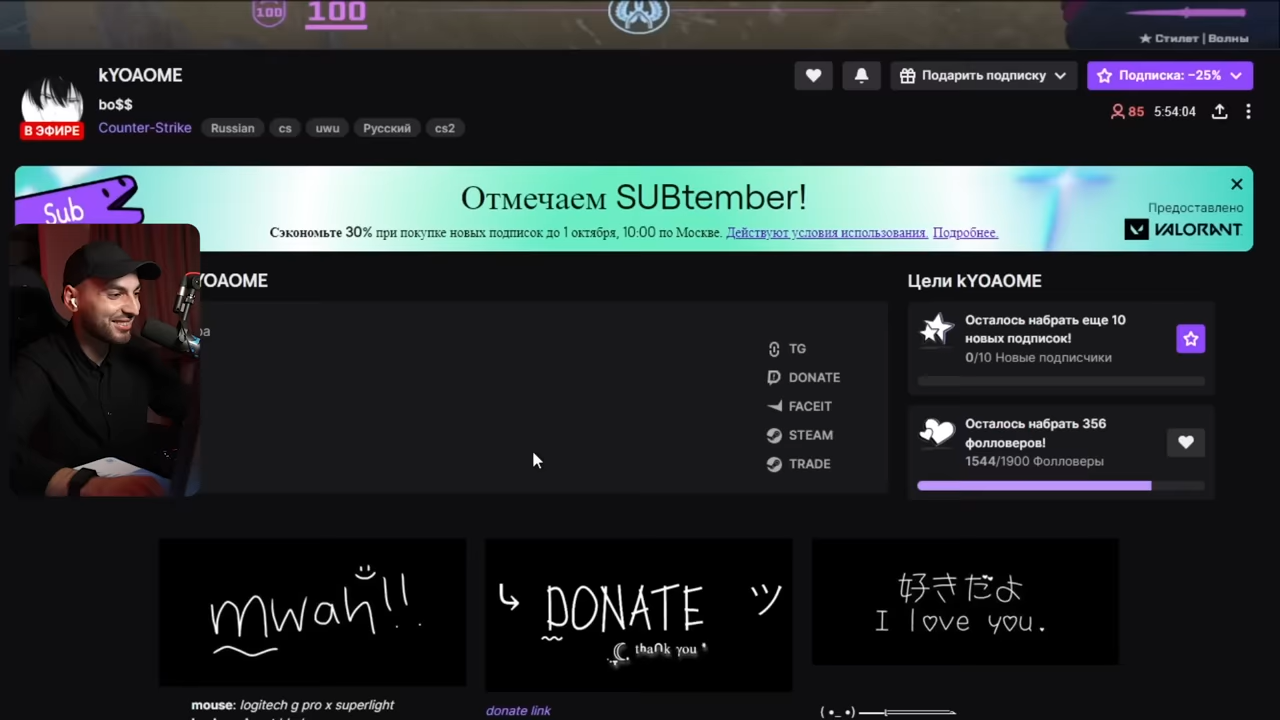 100
100
★ Стилет | Волны
kYOAOME
bo$$
В ЭФИРЕ
Counter-Strike
Russian
cs
uwu
Русский
cs2
Подарить подписку
Подписка: −25%
85
5:54:04
Sub
Отмечаем SUBtember!
Сэкономьте 30% при покупке новых подписок до 1 октября, 10:00 по Москве. Действуют условия использования. Подробнее.
Предоставлено
VALORANT
YOAOME
ра
TG
DONATE
FACEIT
STEAM
TRADE
Цели kYOAOME
Осталось набрать еще 10
новых подписок!
0/10 Новые подписчики
Осталось набрать 356
фолловеров!
1544/1900 Фолловеры
mwah!!
DONATE ツ
thank you
好きだよ
I love you.
mouse: logitech g pro x superlight
donate link